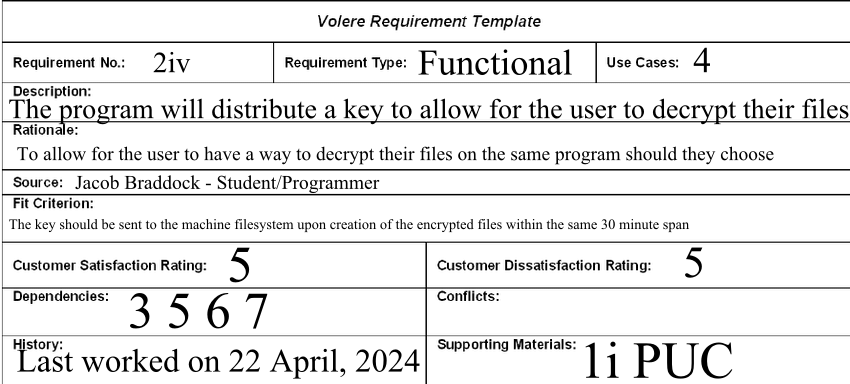 Volere Requirement Template
Requirement No.: 2iv Requirement Type: Functional Use Cases: 4
Description:
The program will distribute a key to allow for the user to decrypt their files
Rationale:
To allow for the user to have a way to decrypt their files on the same program should they choose
Source: Jacob Braddock - Student/Programmer
Fit Criterion:
The key should be sent to the machine filesystem upon creation of the encrypted files within the same 30 minute span
Customer Satisfaction Rating: 5 Customer Dissatisfaction Rating: 5
Dependencies: 3 5 6 7 Conflicts:
History:
Last worked on 22 April, 2024
Supporting Materials: 1i PUC